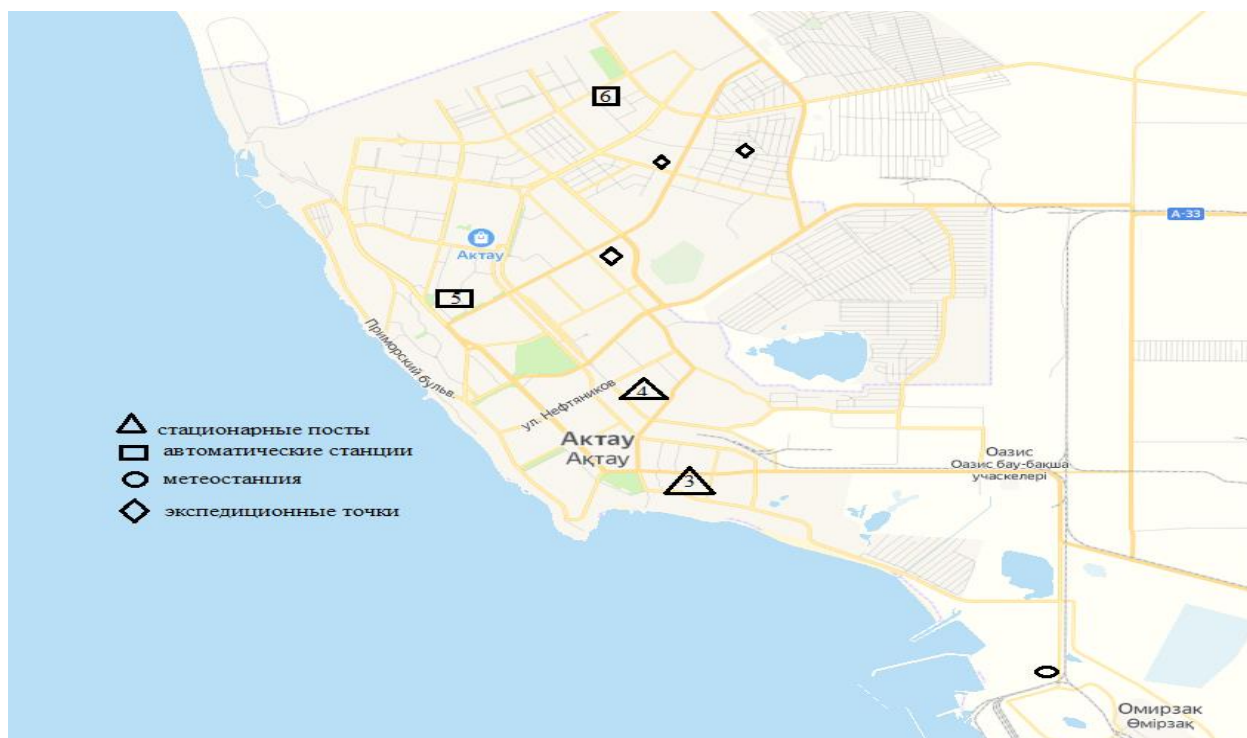 6
А-33
Актау
5
Приморский бульв.
ул. Нефтяников
4
стационарные посты
автоматические станции
метеостанция
экспедиционные точки
Актау
Ақтау
3
Оазис
Оазис бау-бақша
учаскелері
Омирзак
Өмірзақ